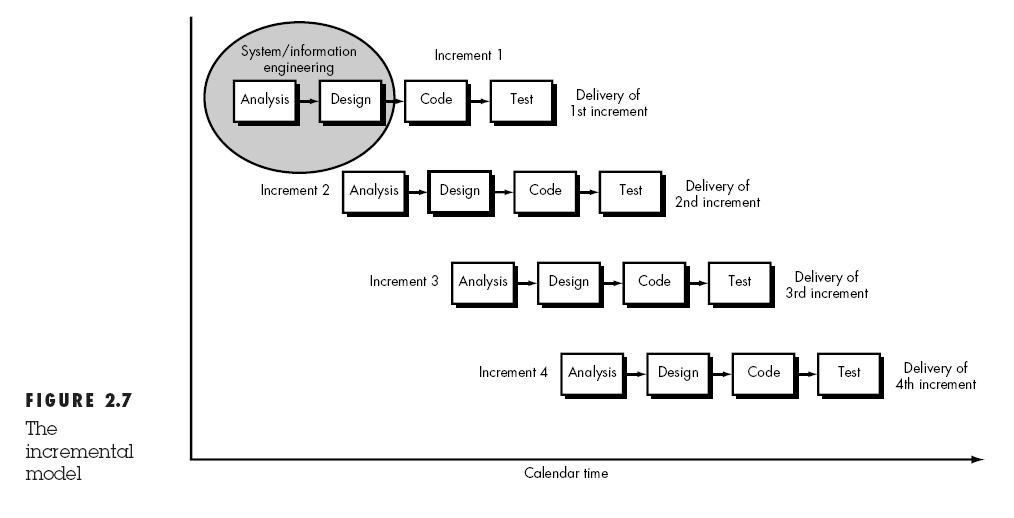 System/information
engineering
Increment 1
Analysis
Design
Code
Test
Delivery of
1st increment
Increment 2
Analysis
Design
Code
Test
Delivery of
2nd increment
Increment 3
Analysis
Design
Code
Test
Delivery of
3rd increment
Increment 4
Analysis
Design
Code
Test
Delivery of
4th increment
FIGURE 2.7
The
incremental
model
Calendar time